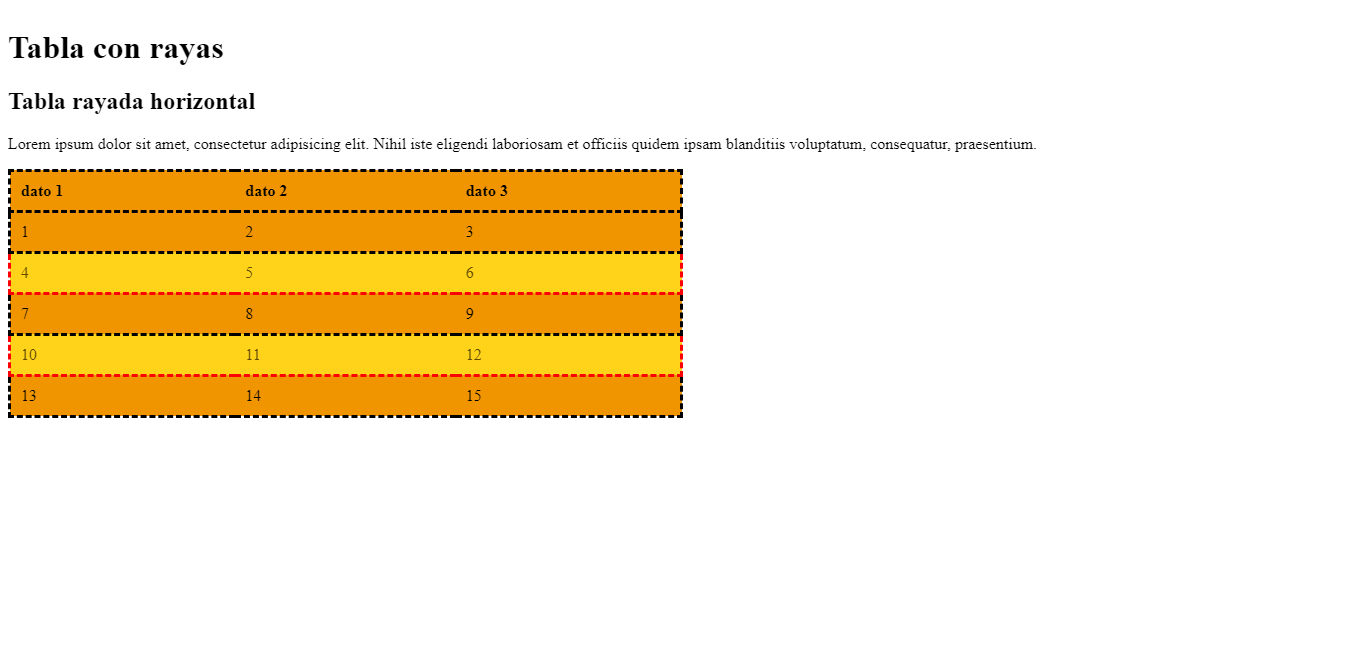 Tabla con rayas
Tabla rayada horizontal
Lorem ipsum dolor sit amet, consectetur adipisicing elit. Nihil iste eligendi laboriosam et officiis quidem ipsam blanditiis voluptatum, consequatur, praesentium.
dato 1 dato 2 dato 3
1 2 3
4 5 6
7 8 9
10 11 12
13 14 15